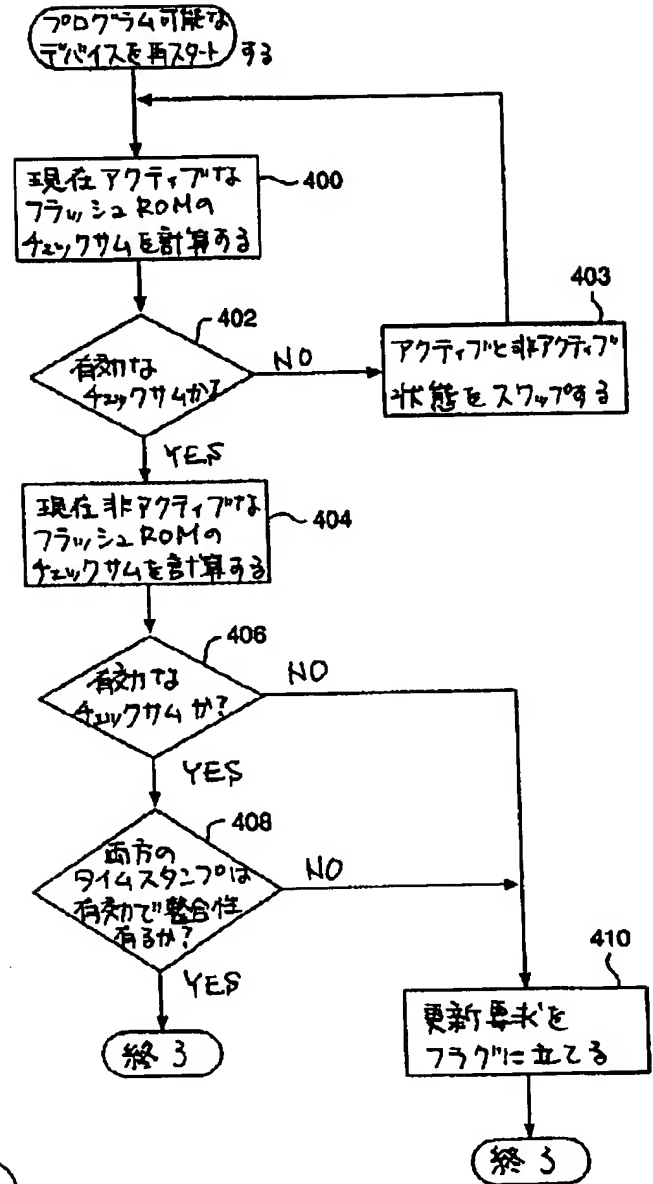 プログラム可能な
デバイスを再スタートする
現在アクティブな
フラッシュROMの
チェックサムを計算する
400
402
有効な
チェックサムか?
NO
403
アクティブと非アクティブ
状態をスワップする
YES
現在非アクティブな
フラッシュROMの
チェックサムを計算する
404
406
有効な
チェックサムか?
NO
YES
408
両方の
タイムスタンプは
有効で整合性
有るか?
NO
YES
終了
410
更新要求を
フラグに立てる
終了